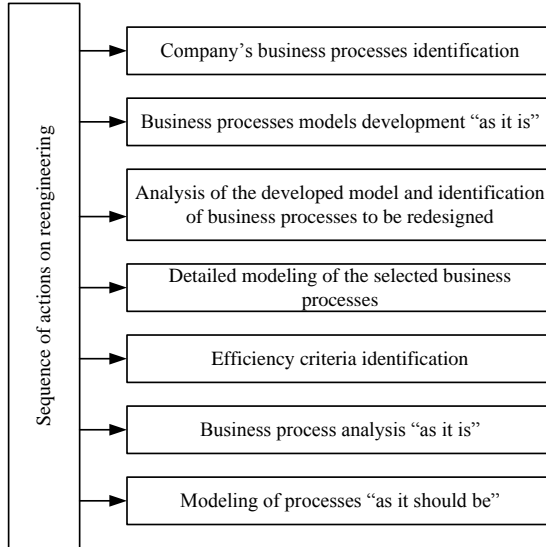 Sequence of actions on reengineering
Company’s business processes identification
Business processes models development “as it is”
Analysis of the developed model and identification
of business processes to be redesigned
Detailed modeling of the selected business
processes
Efficiency criteria identification
Business process analysis “as it is”
Modeling of processes “as it should be”